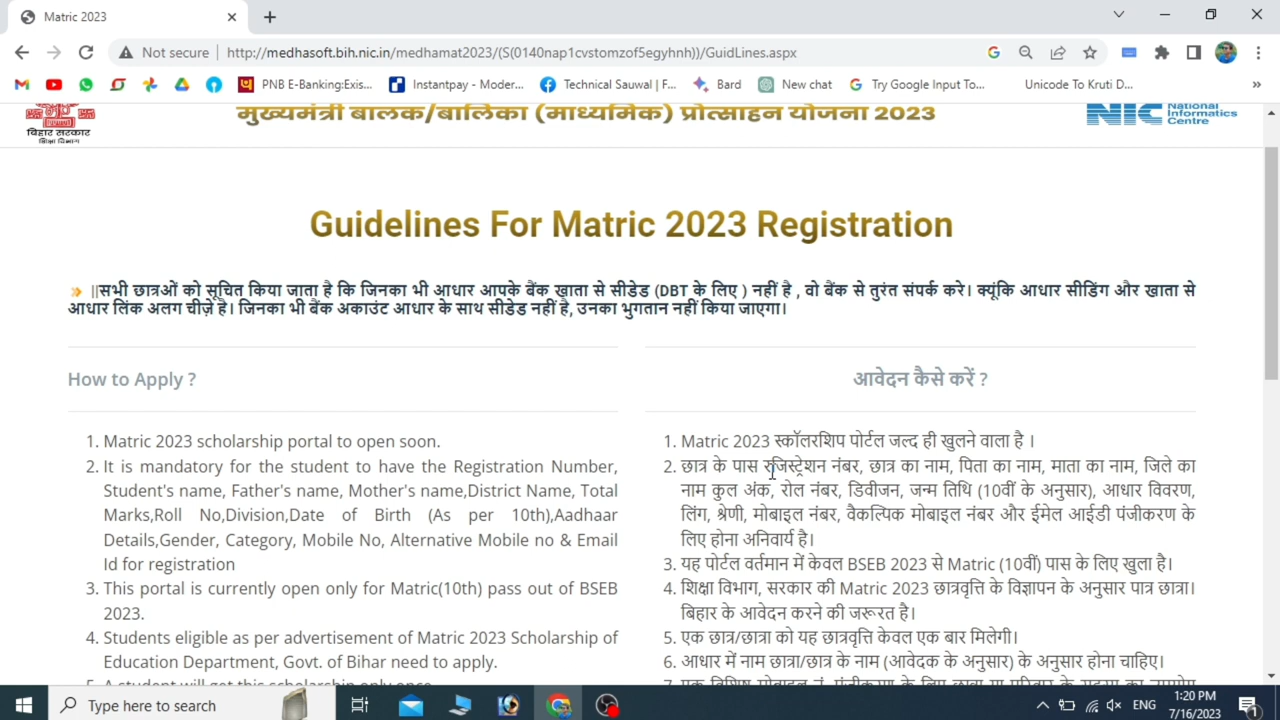 Matric 2023
Not secure
http://medhasoft.bih.nic.in/medhamat2023/(S(0140nap1cvstomzof5egyhnh))/GuidLines.aspx
PNB E-Banking:Exis...
Instantpay - Moder...
Technical Sauwal | F...
Bard
New chat
Try Google Input To...
Unicode To Kruti D...
»
बिहार सरकार
शिक्षा विभाग
मुख्यमंत्री बालक/बालिका (माध्यमिक) प्रोत्साहन योजना 2023
NIC National
Informatics
Centre
Guidelines For Matric 2023 Registration
||सभी छात्रओं को सूचित किया जाता है कि जिनका भी आधार आपके बैंक खाता से सीडेड (DBT के लिए ) नहीं है , वो बैंक से तुरंत संपर्क करे। क्यूंकि आधार सीडिंग और खाता से
आधार लिंक अलग चीज़े है। जिनका भी बैंक अकाउंट आधार के साथ सीडेड नहीं है, उनका भुगतान नहीं किया जाएगा।
How to Apply ?
1. Matric 2023 scholarship portal to open soon.
2. It is mandatory for the student to have the Registration Number,
Student's name, Father's name, Mother's name,District Name, Total
Marks,Roll No,Division,Date of Birth (As per 10th),Aadhaar
Details,Gender, Category, Mobile No, Alternative Mobile no & Email
Id for registration
3. This portal is currently open only for Matric(10th) pass out of BSEB
2023.
4. Students eligible as per advertisement of Matric 2023 Scholarship of
Education Department, Govt. of Bihar need to apply.
5. A student will get this scholarship only once
आवेदन कैसे करें ?
1. Matric 2023 स्कॉलरशिप पोर्टल जल्द ही खुलने वाला है ।
2. छात्र के पास रजिस्ट्रेशन नंबर, छात्र का नाम, पिता का नाम, माता का नाम, जिले का
नाम कुल अंक, रोल नंबर, डिवीजन, जन्म तिथि (10वीं के अनुसार), आधार विवरण,
लिंग, श्रेणी, मोबाइल नंबर, वैकल्पिक मोबाइल नंबर और ईमेल आईडी पंजीकरण के
लिए होना अनिवार्य है।
3. यह पोर्टल वर्तमान में केवल BSEB 2023 से Matric (10वीं) पास के लिए खुला है।
4. शिक्षा विभाग, सरकार की Matric 2023 छात्रवृत्ति के विज्ञापन के अनुसार पात्र छात्रा।
बिहार के आवेदन करने की जरूरत है।
5. एक छात्र/छात्रा को यह छात्रवृत्ति केवल एक बार मिलेगी।
6. आधार में नाम छात्रा/छात्र के नाम (आवेदक के अनुसार) के अनुसार होना चाहिए।
Type here to search
ENG
1:20 PM
7/16/2023
1